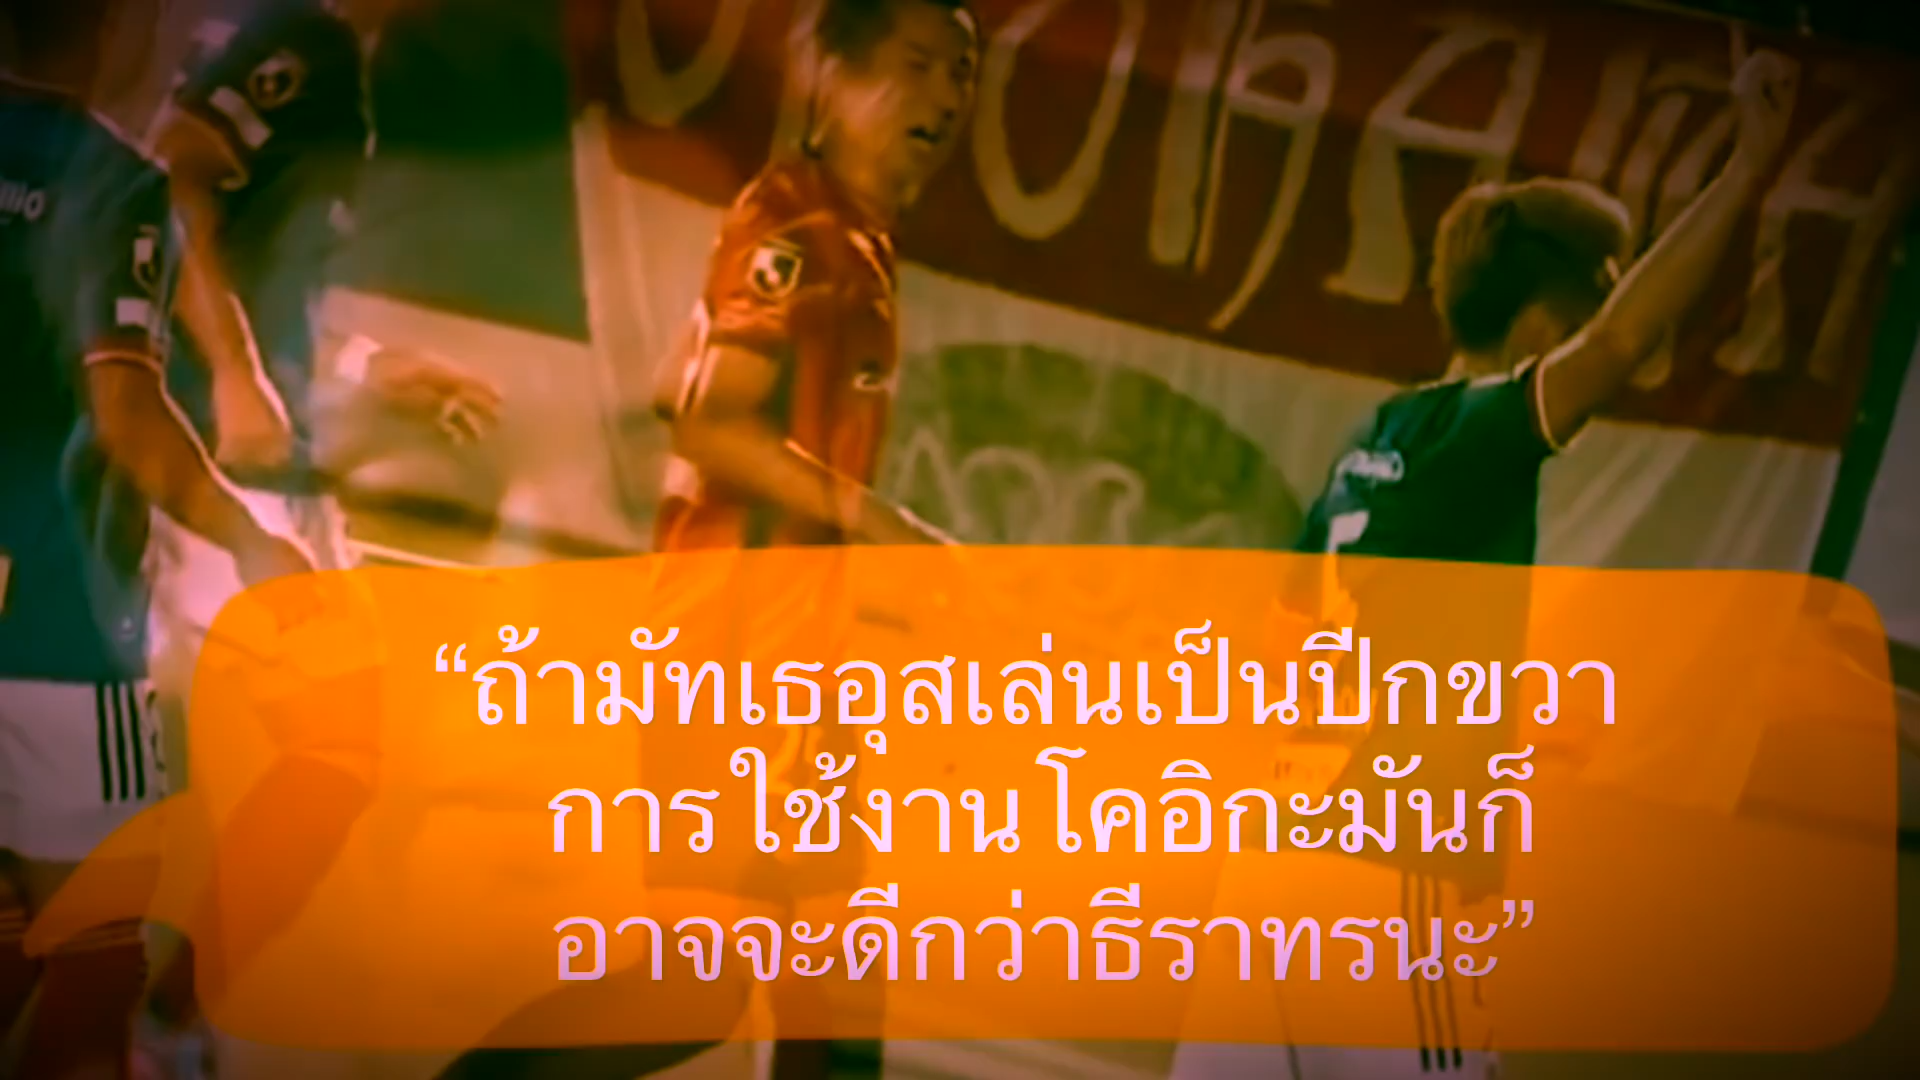 “ถ้ามัทเธอุสเล่นเป็นปีกขวา
การใช้งานโคอิกะมันก็
อาจจะดีกว่าธีราทรนะ”